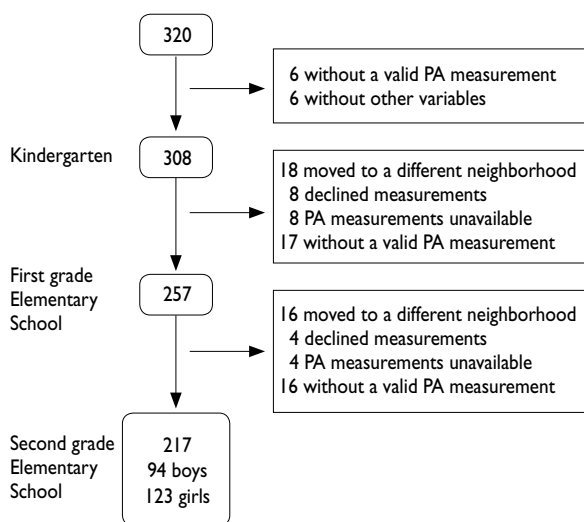 320
6 without a valid PA measurement
6 without other variables
Kindergarten
308
18 moved to a different neighborhood
8 declined measurements
8 PA measurements unavailable
17 without a valid PA measurement
First grade
Elementary
School
257
16 moved to a different neighborhood
4 declined measurements
4 PA measurements unavailable
16 without a valid PA measurement
Second grade
Elementary
School
217
94 boys
123 girls